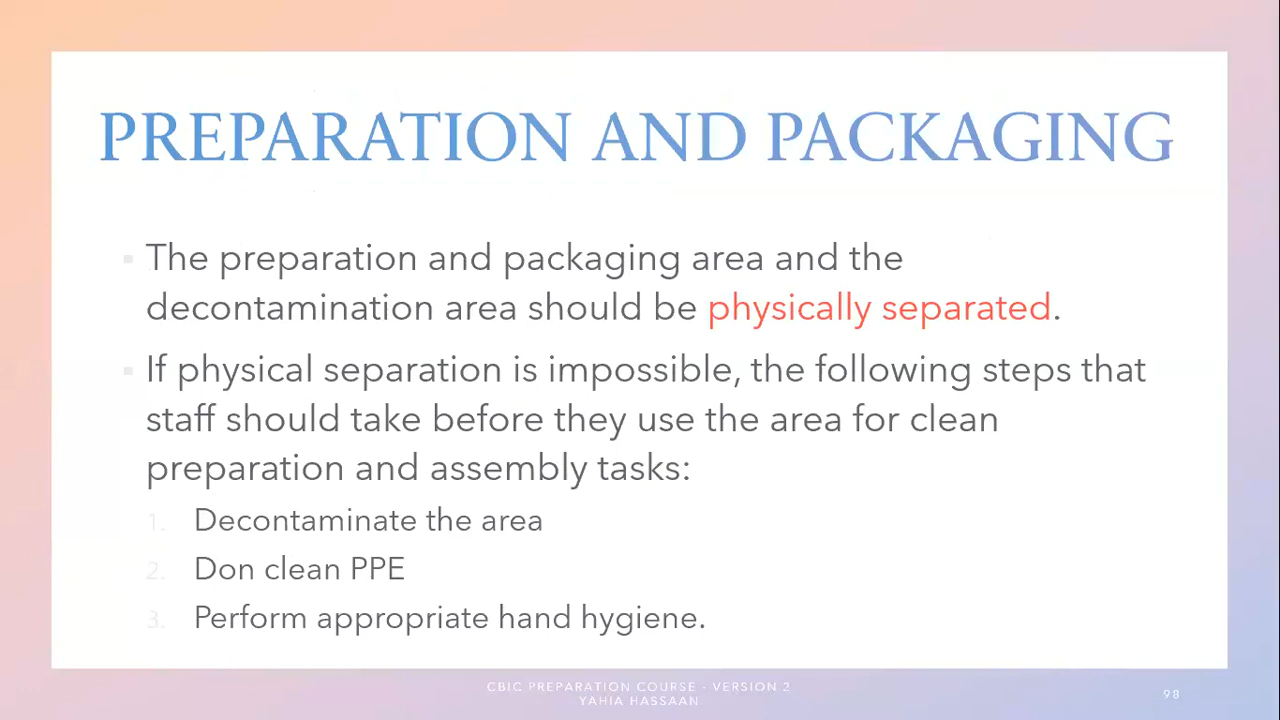 PREPARATION AND PACKAGING
▪ The preparation and packaging area and the
decontamination area should be physically separated.
▪ If physical separation is impossible, the following steps that
staff should take before they use the area for clean
preparation and assembly tasks:
1. Decontaminate the area
2. Don clean PPE
3. Perform appropriate hand hygiene.
CBIC PREPARATION COURSE - VERSION 2
YAHIA HASSAAN
98